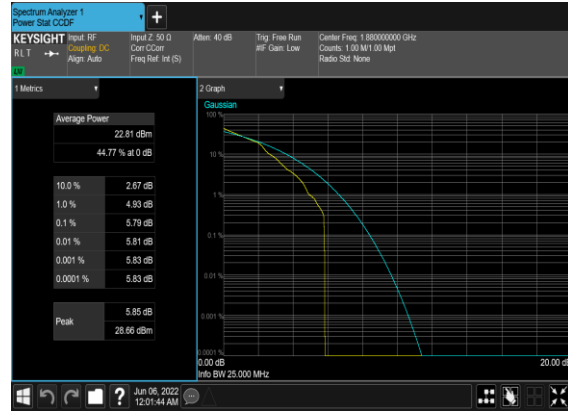 Spectrum Analyzer 1
Power Stat CCDF
KEYSIGHT
Input: RF
Input Z: 50 Ω
Atten: 40 dB
Trig: Free Run
Center Freq: 1.880000000 GHz
R L T
Coupling: DC
Corr CCorr
#IF Gain: Low
Counts: 1.00 M/1.00 Mpt
Align: Auto
Freq Ref: Int (S)
Radio Std: None
1 Metrics
2 Graph
Gaussian
Average Power
22.81 dBm
44.77 % at 0 dB
10.0 % 2.67 dB
1.0 % 4.93 dB
0.1 % 5.79 dB
0.01 % 5.81 dB
0.001 % 5.83 dB
0.0001 % 5.83 dB
Peak
5.85 dB
28.66 dBm
100 %
10 %
1 %
0.1 %
0.01 %
0.001 %
0.0001 %
0.00 dB
20.00 dB
Info BW 25.000 MHz
?
Jun 06, 2022
12:01:44 AM